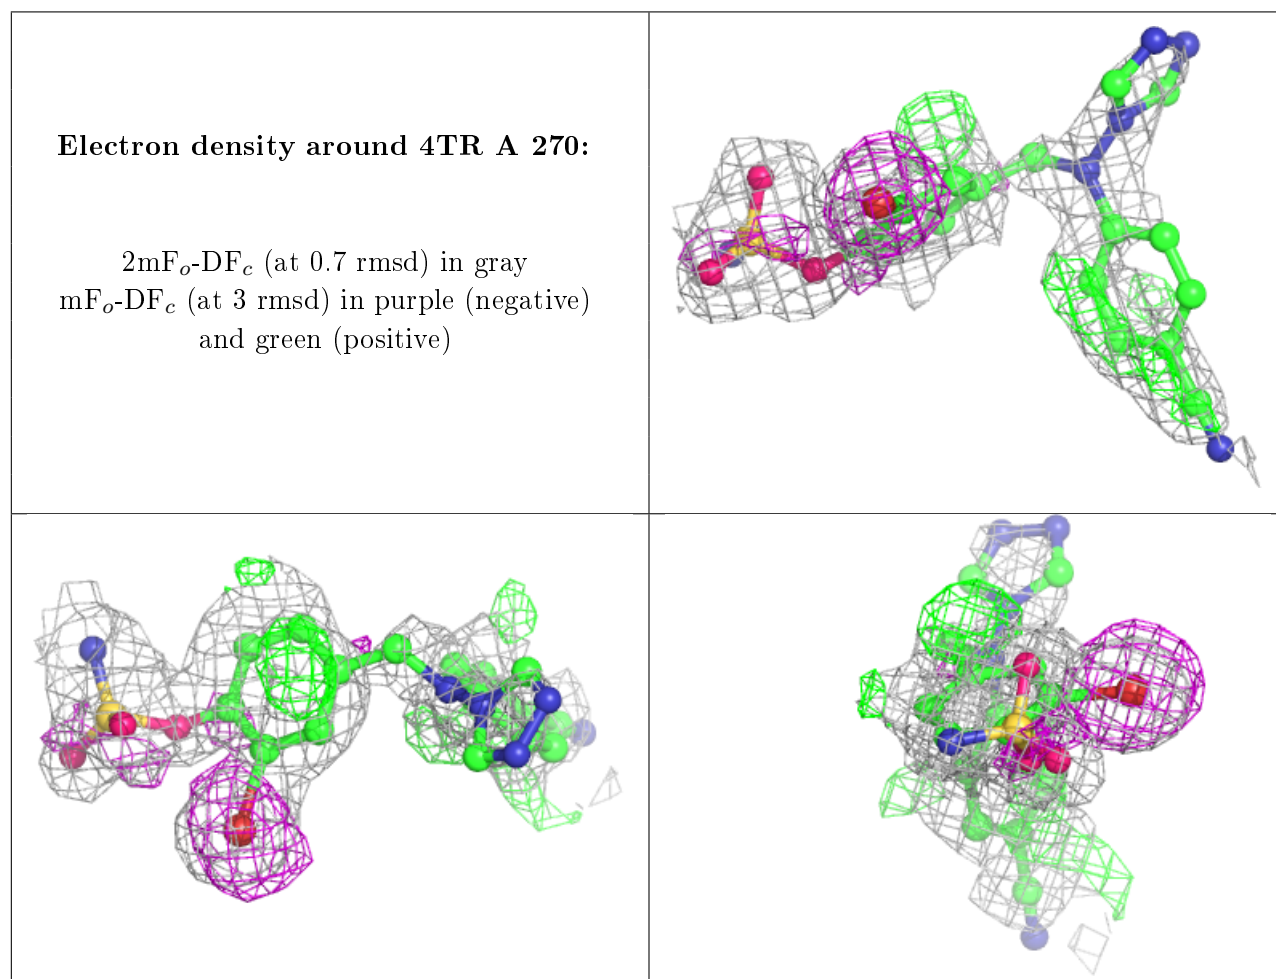 Electron density around 4TR A 270:
2mFo-DFc (at 0.7 rmsd) in gray
mFo-DFc (at 3 rmsd) in purple (negative)
and green (positive)